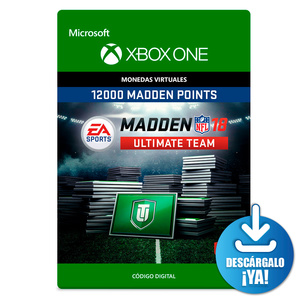 Microsoft
XBOX ONE
MONEDAS VIRTUALES
12000 MADDEN POINTS
EA
SPORTS
MADDEN NFL 18
ULTIMATE TEAM
UT
CÓDIGO DIGITAL
DESCÁRGALO
¡YA!